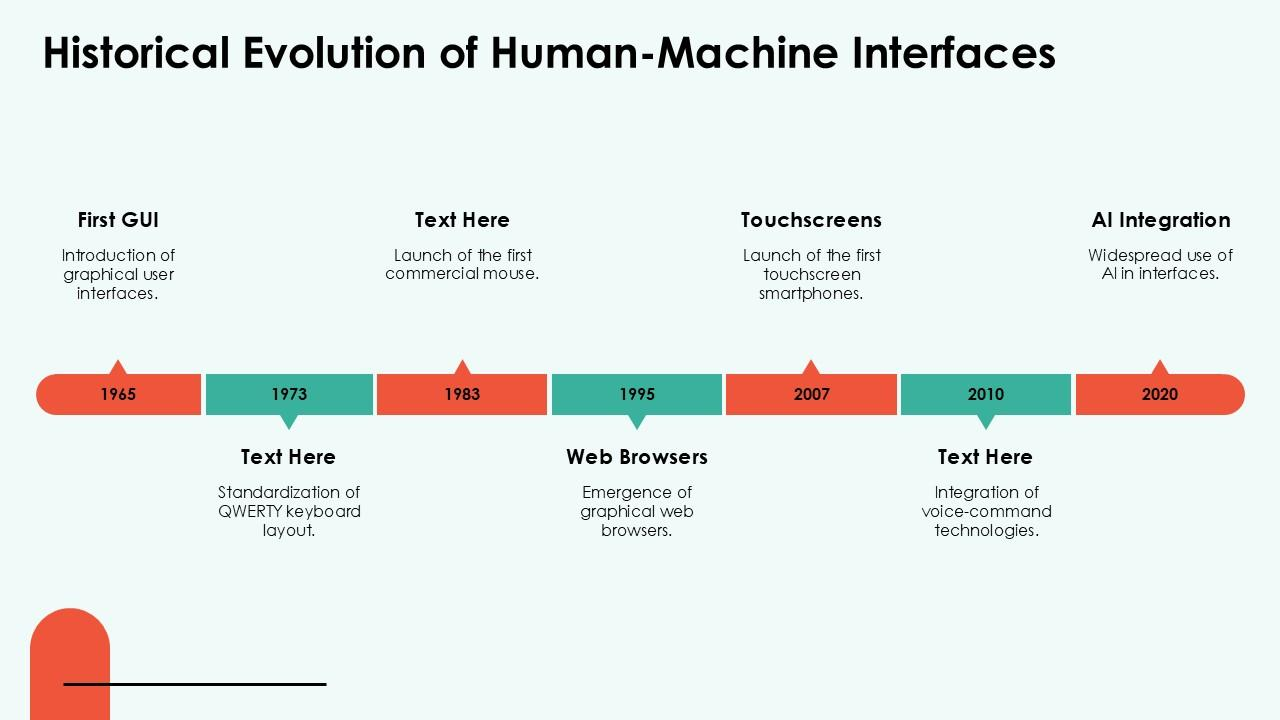 Historical Evolution of Human-Machine Interfaces
First GUI
Introduction of
graphical user
interfaces.
Text Here
Launch of the first
commercial mouse.
Touchscreens
Launch of the first
touchscreen
smartphones.
AI Integration
Widespread use of
AI in interfaces.
1965
1973
1983
1995
2007
2010
2020
Text Here
Standardization of
QWERTY keyboard
layout.
Web Browsers
Emergence of
graphical web
browsers.
Text Here
Integration of
voice-command
technologies.